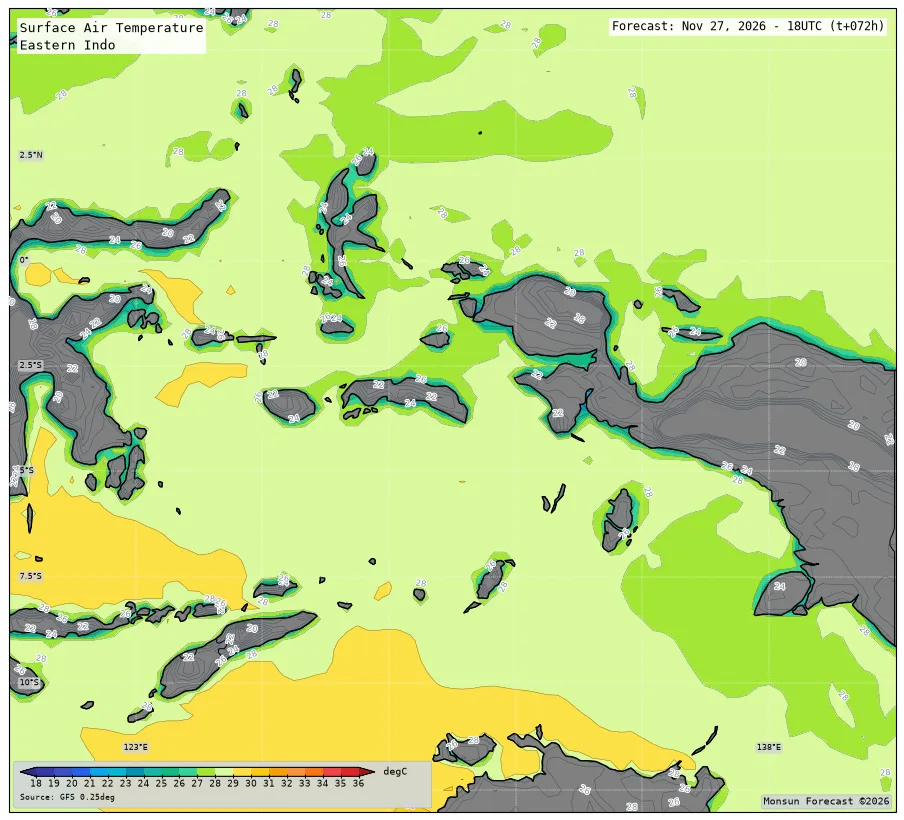 Surface Air Temperature
Eastern Indo
Forecast: Nov 27, 2026 - 18UTC (t+072h)
2.5°N
0°
2.5°S
5°S
7.5°S
10°S
123°E
138°E
degC
18 19 20 21 22 23 24 25 26 27 28 29 30 31 32 33 34 35 36
Source: GFS 0.25deg
Monsun Forecast ©2026